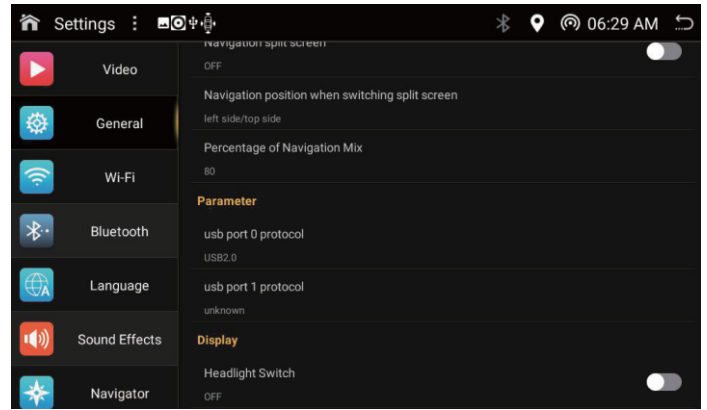 Settings
06:29 AM
Video
General
Wi-Fi
Bluetooth
Language
Sound Effects
Navigator
Navigation split screen
OFF
Navigation position when switching split screen
left side/top side
Percentage of Navigation Mix
80
Parameter
usb port 0 protocol
USB2.0
usb port 1 protocol
unknown
Display
Headlight Switch
OFF